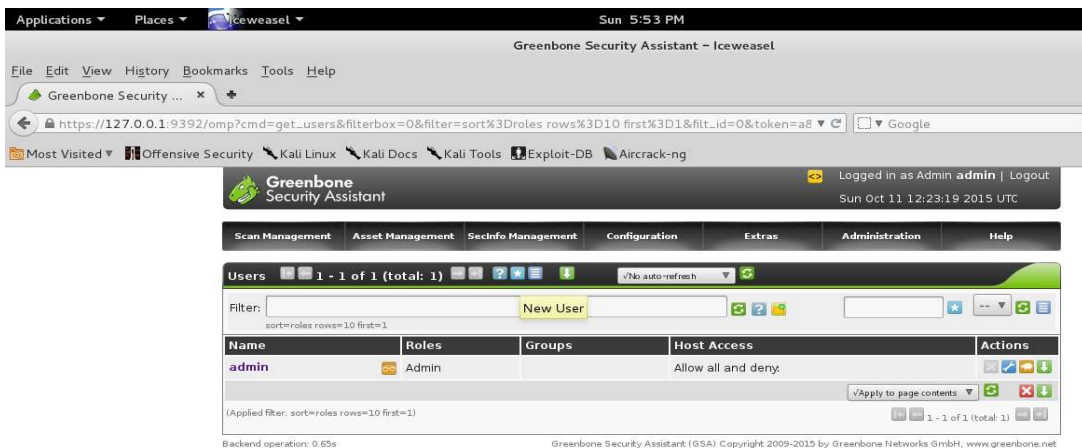 Applications Places Iceweasel Sun 5:53 PM
Greenbone Security Assistant - Iceweasel
File Edit View History Bookmarks Tools Help
Greenbone Security ...
https://127.0.0.1:9392/omp?cmd=get_users&filterbox=0&filter=sort%3Droles rows%3D10 first%3D1&filt_id=0&token=a8 Google
Most Visited Offensive Security Kali Linux Kali Docs Kali Tools Exploit-DB Aircrack-ng
Greenbone
Security Assistant
Logged in as Admin admin | Logout
Sun Oct 11 12:23:19 2015 UTC
Scan Management Asset Management SecInfo Management Configuration Extras Administration Help
Users 1 - 1 of 1 (total: 1) √No auto-refresh
Filter: New User --
sort=roles rows=10 first=1
Name Roles Groups Host Access Actions
admin Admin Allow all and deny:
√Apply to page contents
(Applied filter: sort=roles rows=10 first=1) 1 - 1 of 1 (total: 1)
Backend operation: 0.65s Greenbone Security Assistant (GSA) Copyright 2009-2015 by Greenbone Networks GmbH, www.greenbone.net